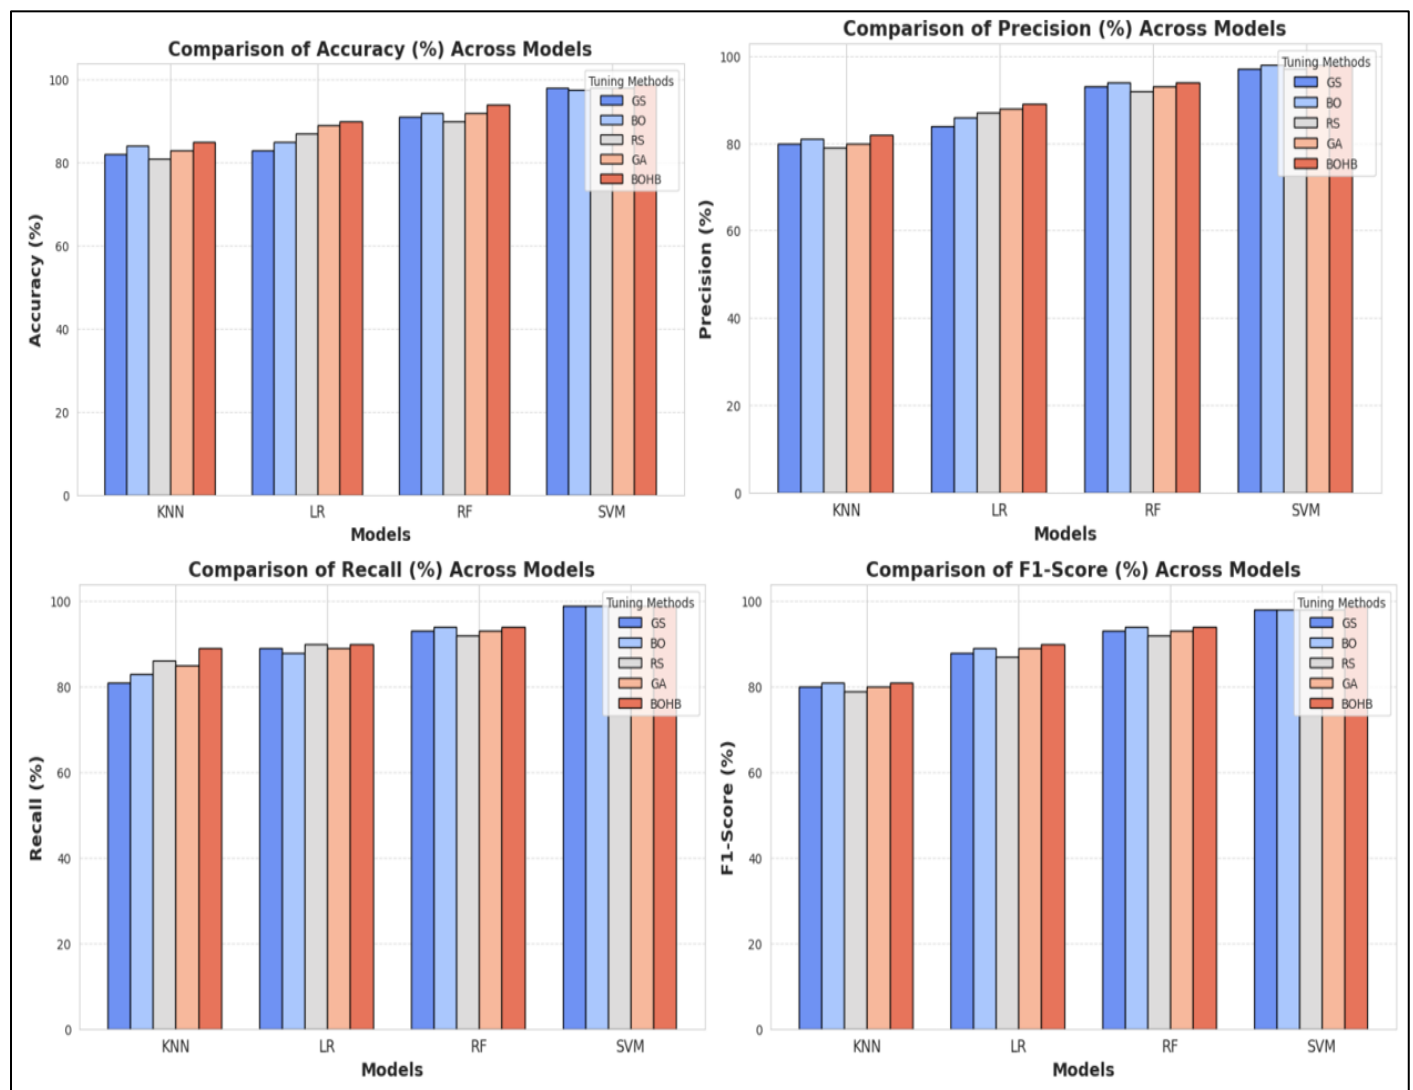 Comparison of Accuracy (%) Across Models
Accuracy (%)
100
80
60
40
20
0
KNN
LR
RF
SVM
Models
Tuning Methods
GS
BO
RS
GA
BOHB
Comparison of Precision (%) Across Models
Precision (%)
100
80
60
40
20
0
KNN
LR
RF
SVM
Models
Tuning Methods
GS
BO
RS
GA
BOHB
Comparison of Recall (%) Across Models
Recall (%)
100
80
60
40
20
0
KNN
LR
RF
SVM
Models
Tuning Methods
GS
BO
RS
GA
BOHB
Comparison of F1-Score (%) Across Models
F1-Score (%)
100
80
60
40
20
0
KNN
LR
RF
SVM
Models
Tuning Methods
GS
BO
RS
GA
BOHB